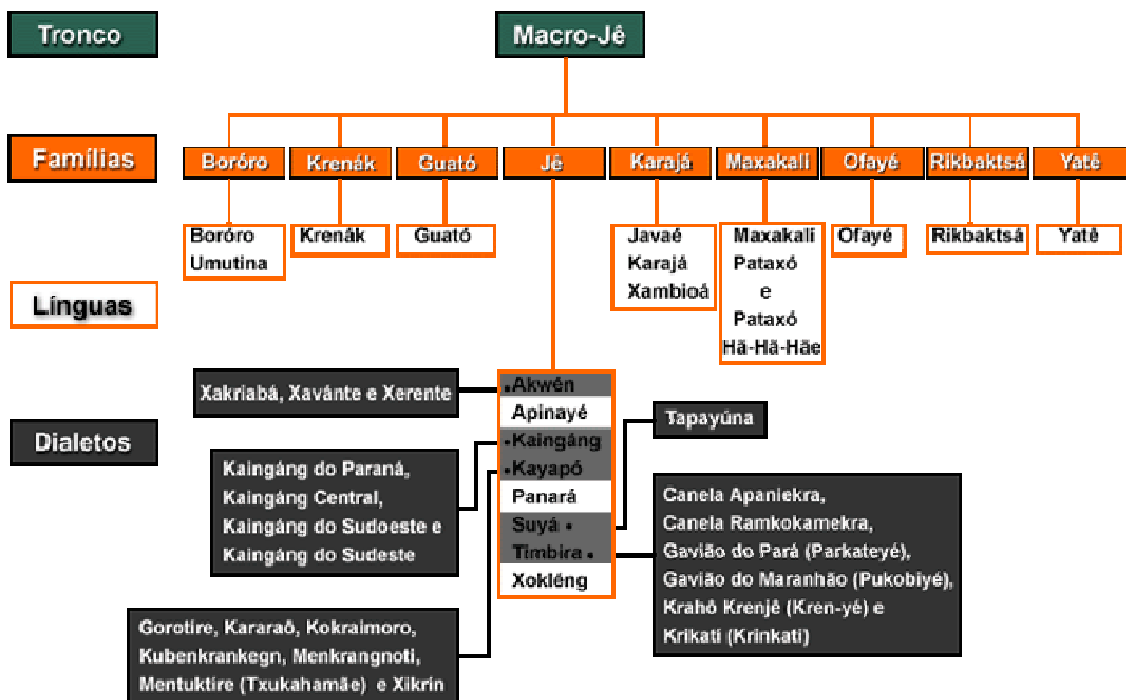 Tronco
Macro-Jê
Famílias
Boróro
Krenák
Guató
Jê
Karajá
Maxakali
Ofayé
Rikbaktsá
Yatê
Línguas
Boróro
Umutina
Krenák
Guató
Javaé
Karajá
Xambioá
Maxakali
Pataxó
e
Pataxó
Hã-Hã-Hãe
Ofayé
Rikbaktsá
Yatê
Dialetos
Xakriabá, Xavánte e Xerente
Akwén
Apinayé
Kaingáng
Kayapó
Panará
Suyá
Timbira
Xokléng
Tapayúna
Kaingáng do Paraná,
Kaingáng Central,
Kaingáng do Sudoeste e
Kaingáng do Sudeste
Canela Apaniekra,
Canela Ramkokamekra,
Gavião do Pará (Parkateyé),
Gavião do Maranhão (Pukobiyé),
Krahô Krenjê (Kren-yé) e
Krikati (Krinkati)
Gorotire, Kararaô, Kokraimoro,
Kubenkrankegn, Menkrangnoti,
Mentuktíre (Txukahamãe) e Xikrin